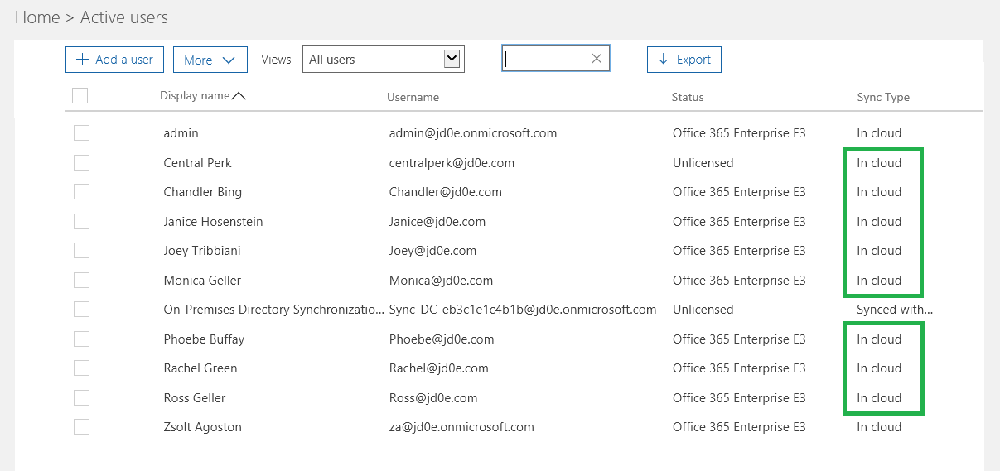 Home > Active users
Add a user More Views All users Export
Display name Username Status Sync Type
admin admin@jd0e.onmicrosoft.com Office 365 Enterprise E3 In cloud
Central Perk centralperk@jd0e.com Unlicensed In cloud
Chandler Bing Chandler@jd0e.com Office 365 Enterprise E3 In cloud
Janice Hosenstein Janice@jd0e.com Office 365 Enterprise E3 In cloud
Joey Tribbiani Joey@jd0e.com Office 365 Enterprise E3 In cloud
Monica Geller Monica@jd0e.com Office 365 Enterprise E3 In cloud
On-Premises Directory Synchronizatio... Sync_DC_eb3c1e1c4b1b@jd0e.onmicrosoft.com Unlicensed Synced with...
Phoebe Buffay Phoebe@jd0e.com Office 365 Enterprise E3 In cloud
Rachel Green Rachel@jd0e.com Office 365 Enterprise E3 In cloud
Ross Geller Ross@jd0e.com Office 365 Enterprise E3 In cloud
Zsolt Agoston za@jd0e.onmicrosoft.com Office 365 Enterprise E3 In cloud